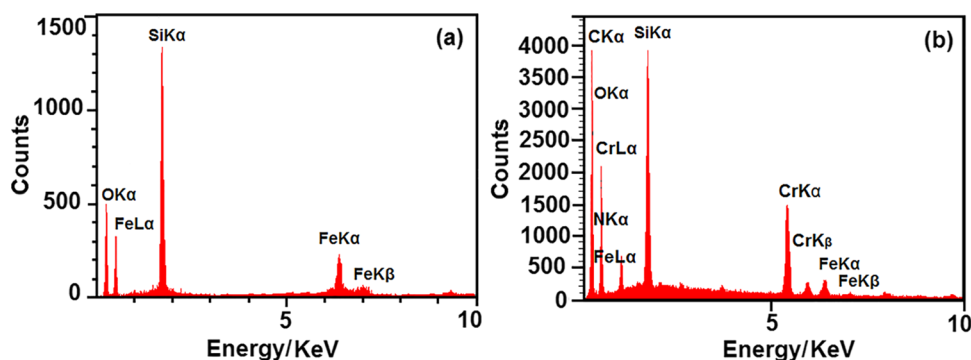 (a)
1500
1000
500
0
Counts
SiKα
OKα
FeLα
FeKα
FeKβ
5
10
Energy/KeV
(b)
4000
3500
3000
2500
2000
1500
1000
500
0
Counts
CKα
SiKα
OKα
CrLα
NKα
FeLα
CrKα
CrKβ
FeKα
FeKβ
5
10
Energy/KeV